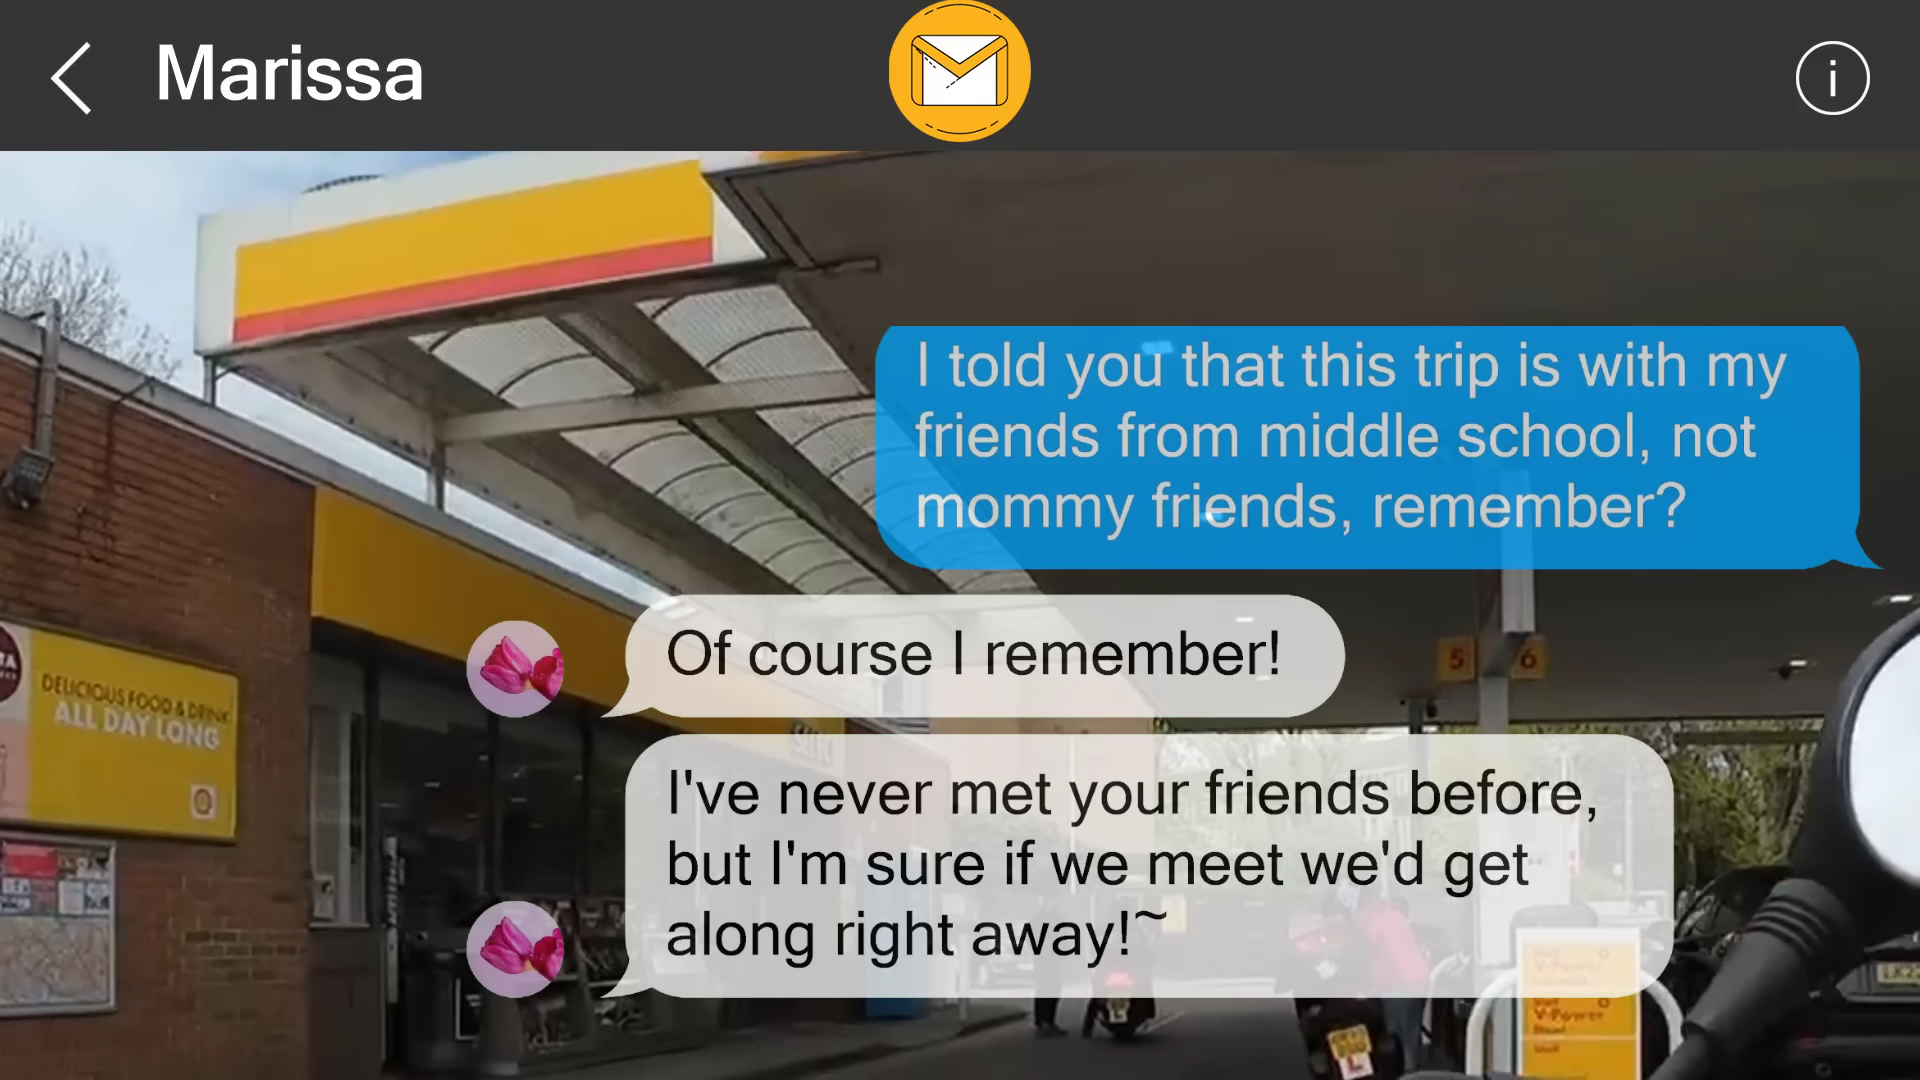 Marissa
I told you that this trip is with my
friends from middle school, not
mommy friends, remember?
Of course I remember!
5 6
DELICIOUS FOOD & DRINK
ALL DAY LONG
I've never met your friends before,
but I'm sure if we meet we'd get
along right away!~
V-Power
V-Power
L